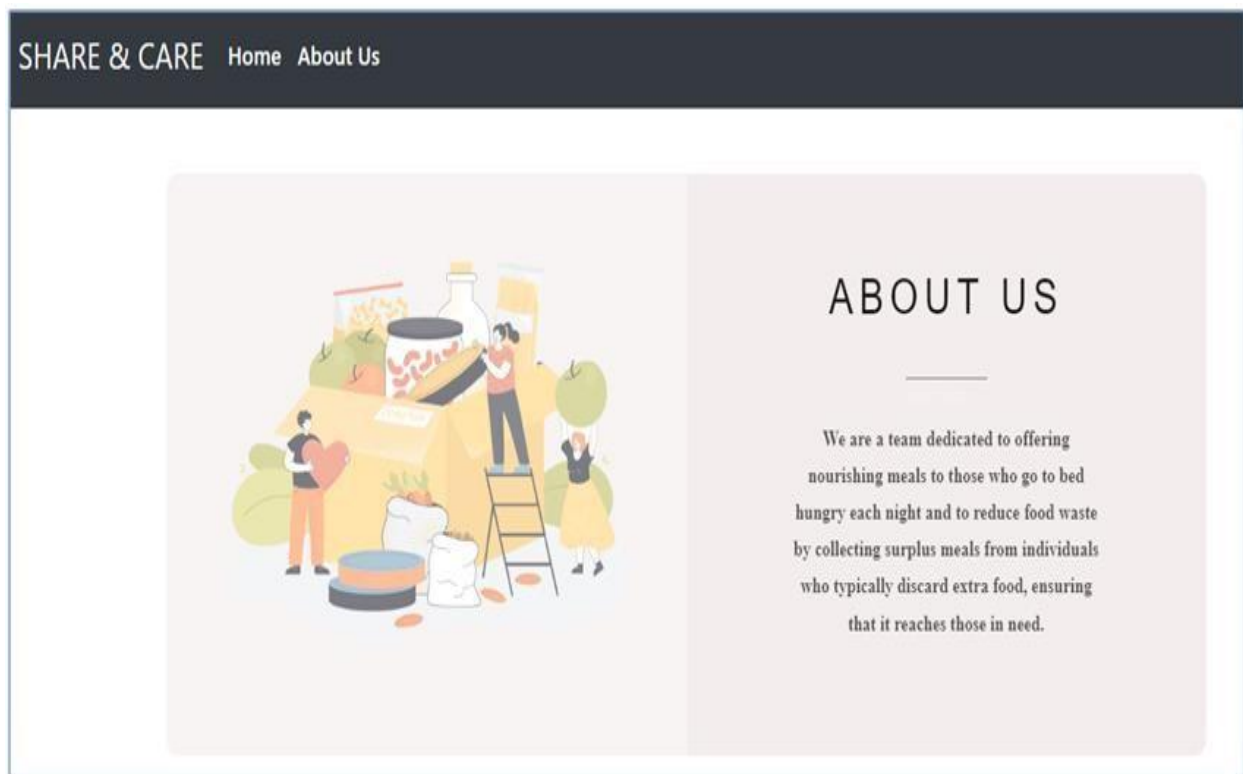 SHARE & CARE Home About Us
ABOUT US
We are a team dedicated to offering
nourishing meals to those who go to bed
hungry each night and to reduce food waste
by collecting surplus meals from individuals
who typically discard extra food, ensuring
that it reaches those in need.